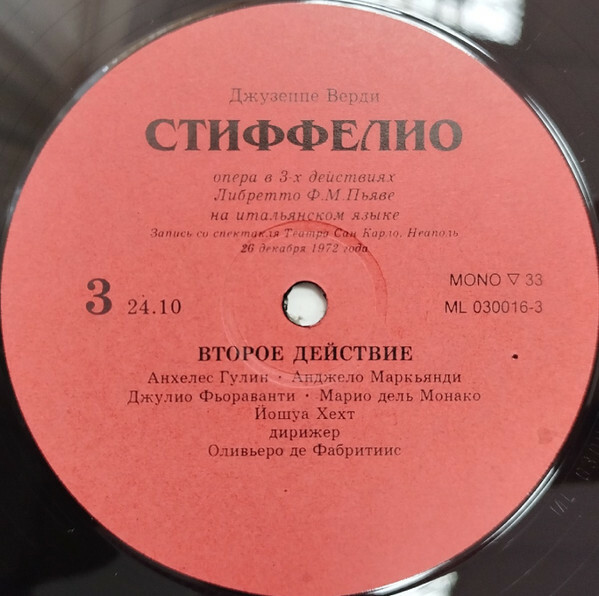 Джузеппе Верди
СТИФФЕЛИО
опера в 3-х действиях
Либретто Ф.М.Пьяве
на итальянском языке
Запись со спектакля Театра Сан Карло, Неаполь
26 декабря 1972 года
3 24.10
MONO ▽ 33
ML 030016-3
ВТОРОЕ ДЕЙСТВИЕ
Анхелес Гулин · Анджело Маркьянди
Джулио Фьораванти · Марио дель Монако
Йошуа Хехт
дирижер
Оливьеро де Фабритиис